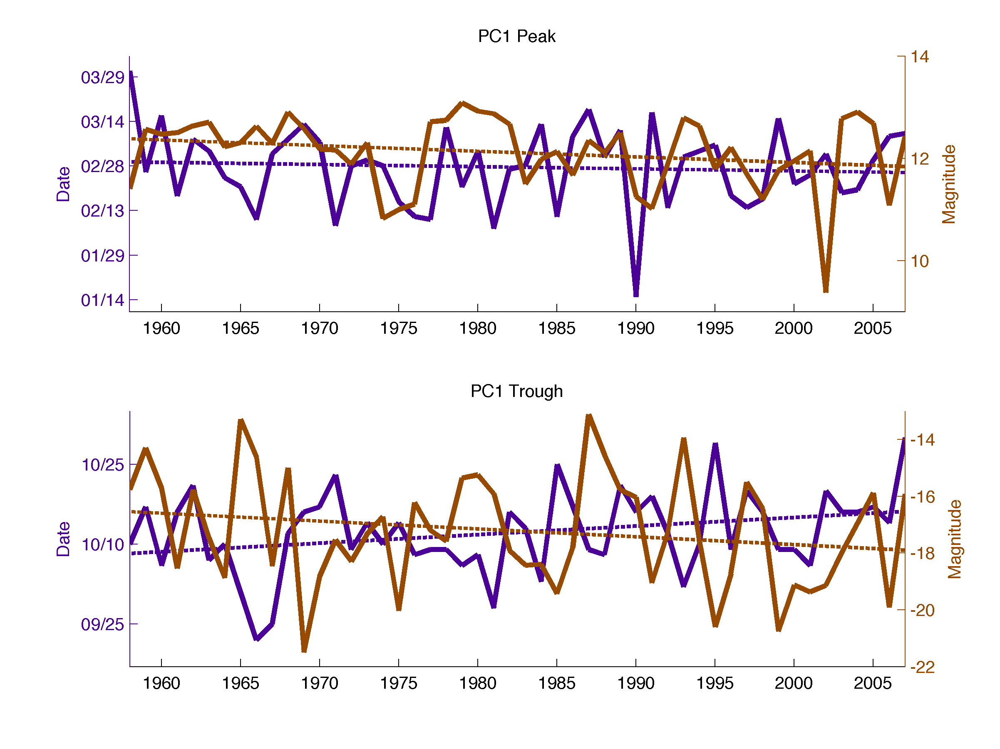 PC1 Peak
14
03/29
03/14
02/28
12
Date
Magnitude
02/13
01/29
10
01/14
1960 1965 1970 1975 1980 1985 1990 1995 2000 2005
PC1 Trough
-14
10/25
-16
Date
Magnitude
10/10
-18
-20
09/25
-22
1960 1965 1970 1975 1980 1985 1990 1995 2000 2005